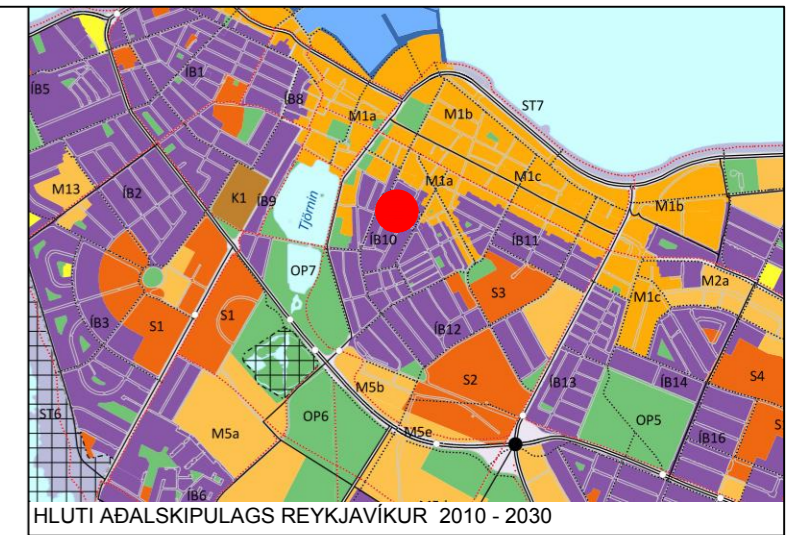 ÍB5
ÍB1
ÍB8
M1a
M1b
ST7
M13
ÍB2
K1
ÍB9
Tjörnin
M1a
M1c
M1b
ÍB10
ÍB11
OP7
S3
M2a
ÍB3
S1
S1
ÍB12
M1c
M5b
S2
ÍB13
ÍB14
S4
ST6
M5a
OP6
M5e
OP5
ÍB16
S
ÍB6
HLUTI AÐALSKIPULAGS REYKJAVÍKUR 2010 - 2030